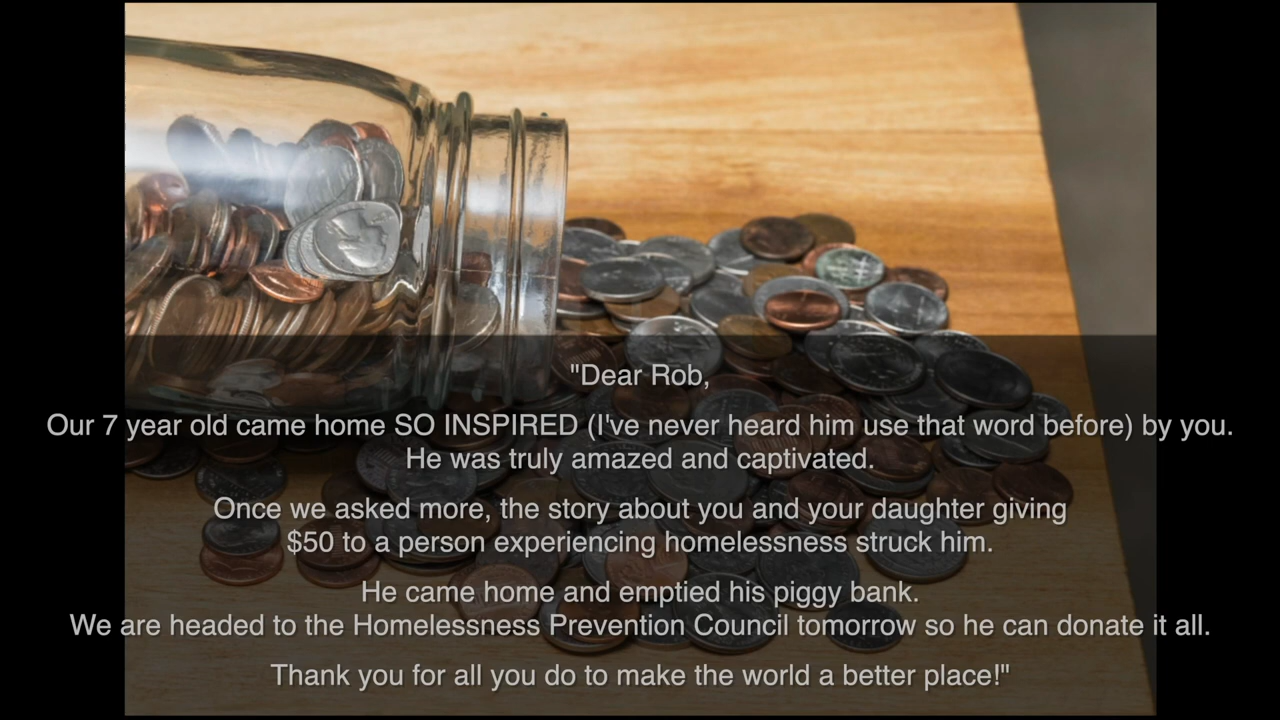 "Dear Rob,
Our 7 year old came home SO INSPIRED (I've never heard him use that word before) by you.
He was truly amazed and captivated.
Once we asked more, the story about you and your daughter giving
$50 to a person experiencing homelessness struck him.
He came home and emptied his piggy bank.
We are headed to the Homelessness Prevention Council tomorrow so he can donate it all.
Thank you for all you do to make the world a better place!"